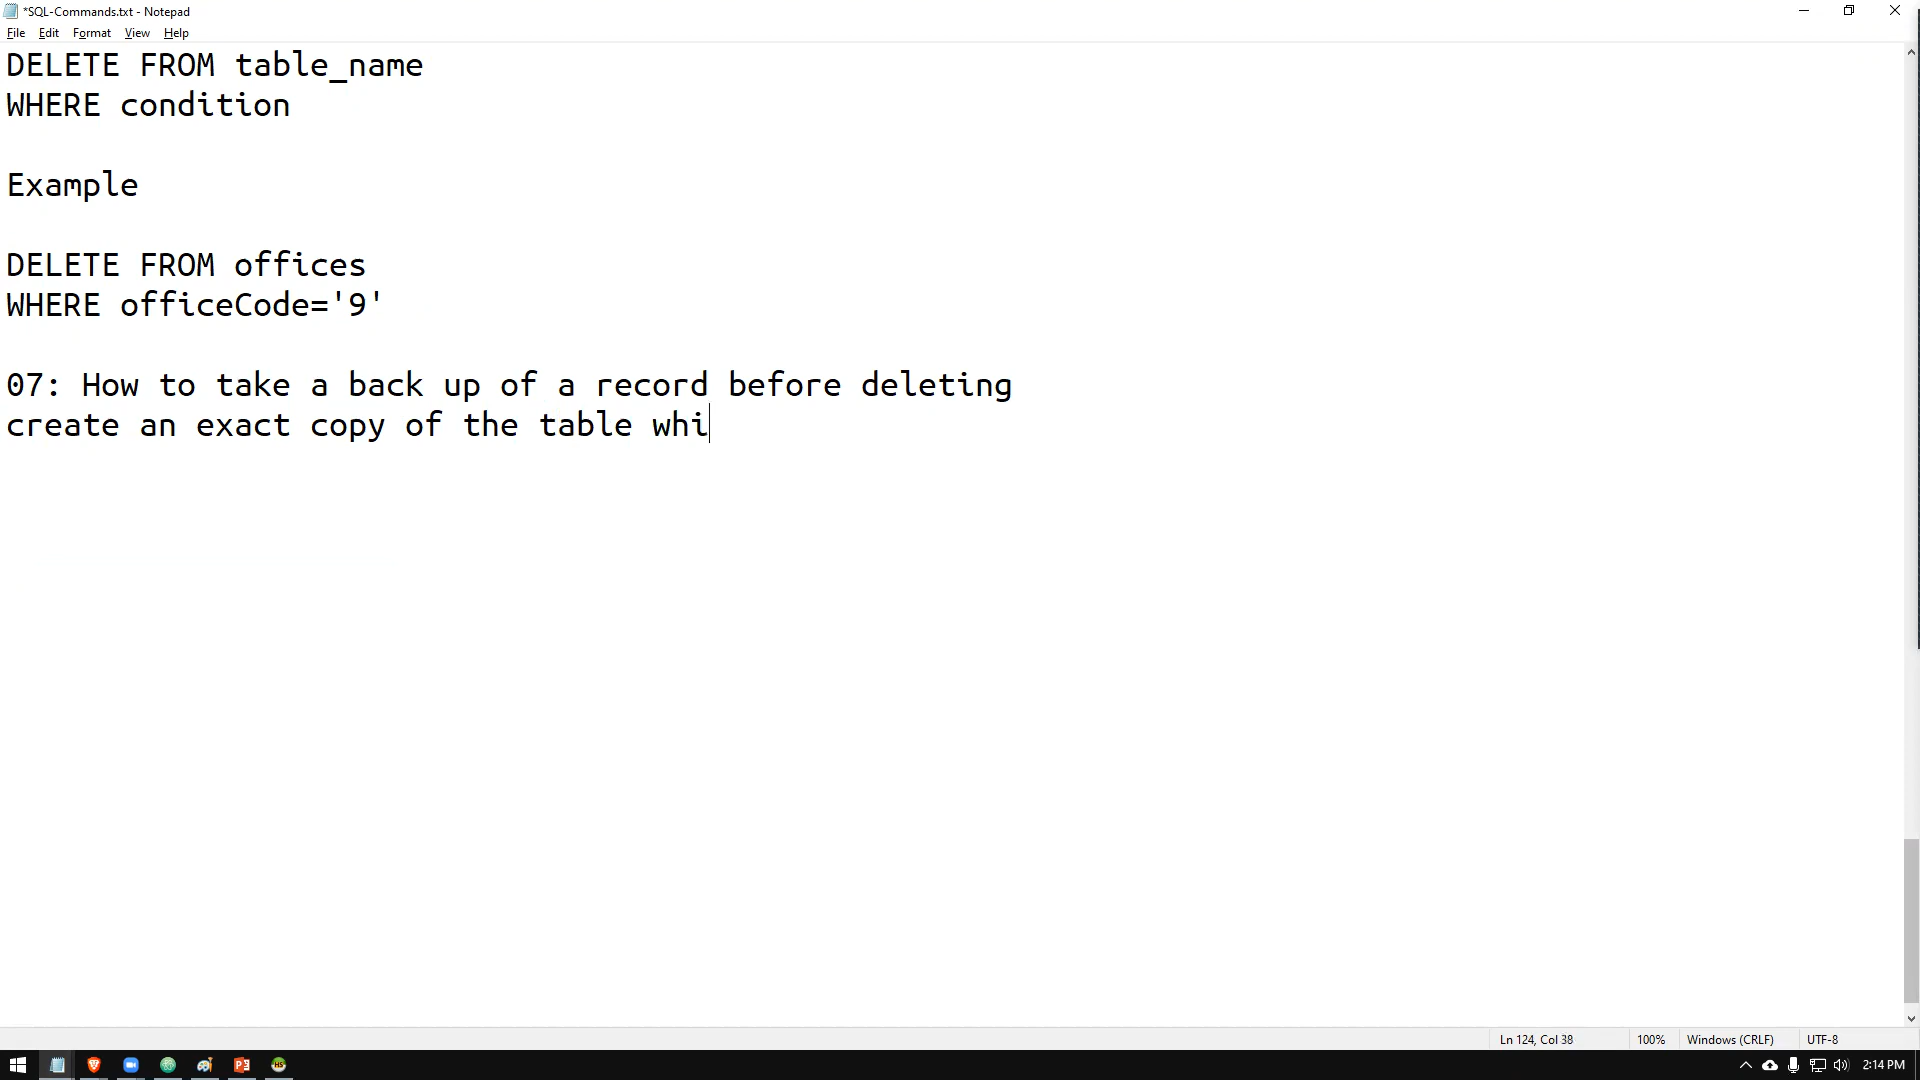 *SQL-Commands.txt - Notepad
File Edit Format View Help
DELETE FROM table_name
WHERE condition
Example
DELETE FROM offices
WHERE officeCode='9'
07: How to take a back up of a record before deleting
create an exact copy of the table whi
Ln 124, Col 38 100% Windows (CRLF) UTF-8
2:14 PM